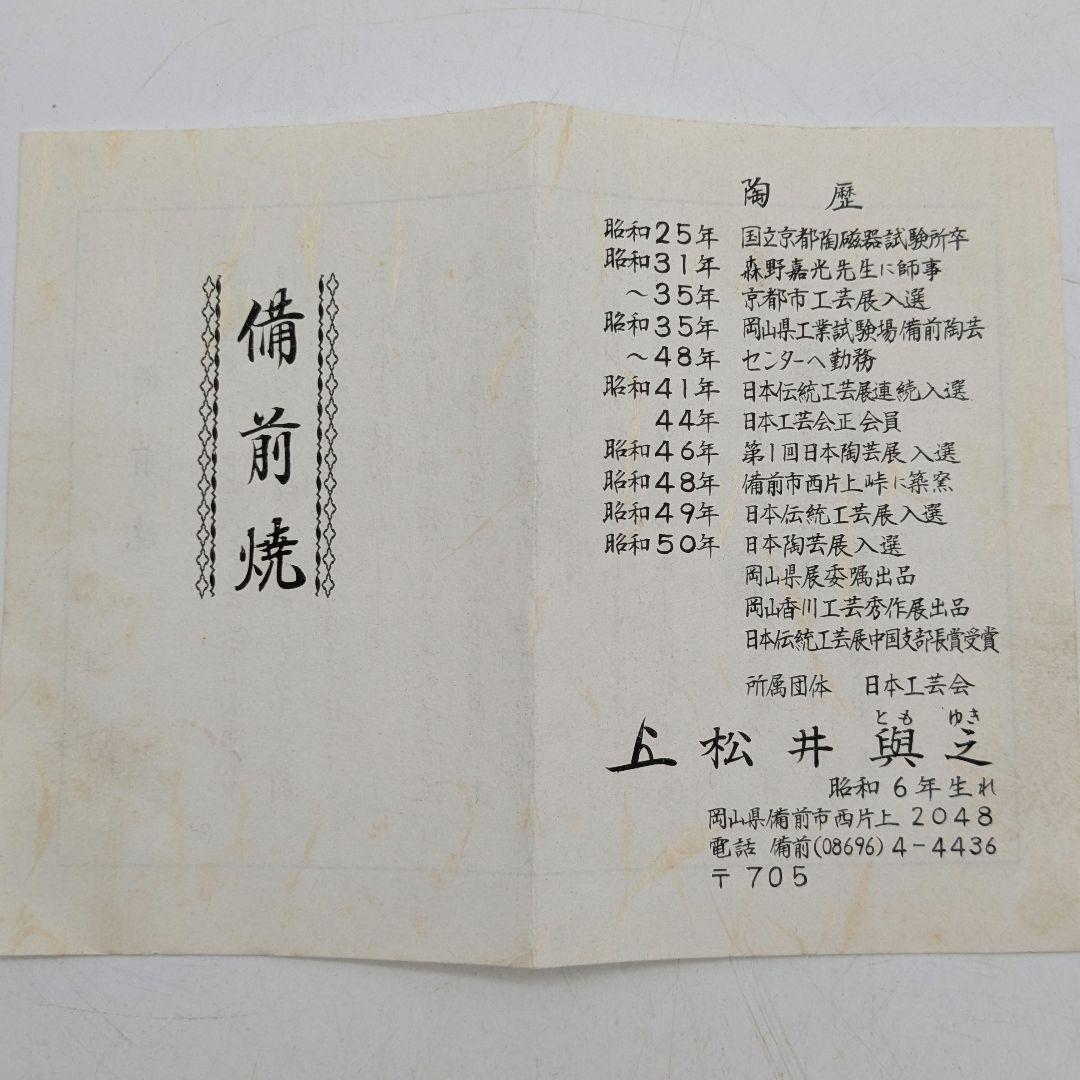 備前焼
陶歴
昭和25年 国立京都陶磁器試験所卒
昭和31年 森野嘉光先生に師事
〜35年 京都市工芸展入選
昭和35年 岡山県工業試験場備前陶芸
〜48年 センターへ勤務
昭和41年 日本伝統工芸展連続入選
44年 日本工芸会正会員
昭和46年 第1回日本陶芸展入選
昭和48年 備前市西片上峠に築窯
昭和49年 日本伝統工芸展入選
昭和50年 日本陶芸展入選
岡山県展委嘱出品
岡山香川工芸秀作展出品
日本伝統工芸展中国支部長賞受賞
所属団体 日本工芸会
ともゆき
松井與之
昭和6年生れ
岡山県備前市西片上2048
電話 備前(08696)4-4436
〒705